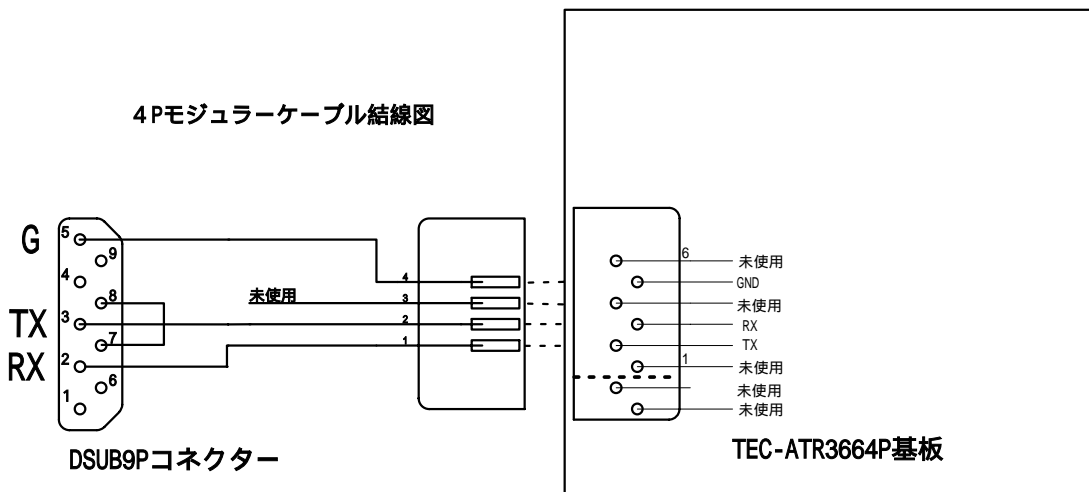 4Pモジュラーケーブル結線図
G
5
9
4
8
TX
3
7
RX
2
6
1
DSUB9Pコネクター
4
未使用
3
2
1
6
未使用
GND
未使用
RX
TX
1
未使用
未使用
未使用
TEC-ATR3664P基板